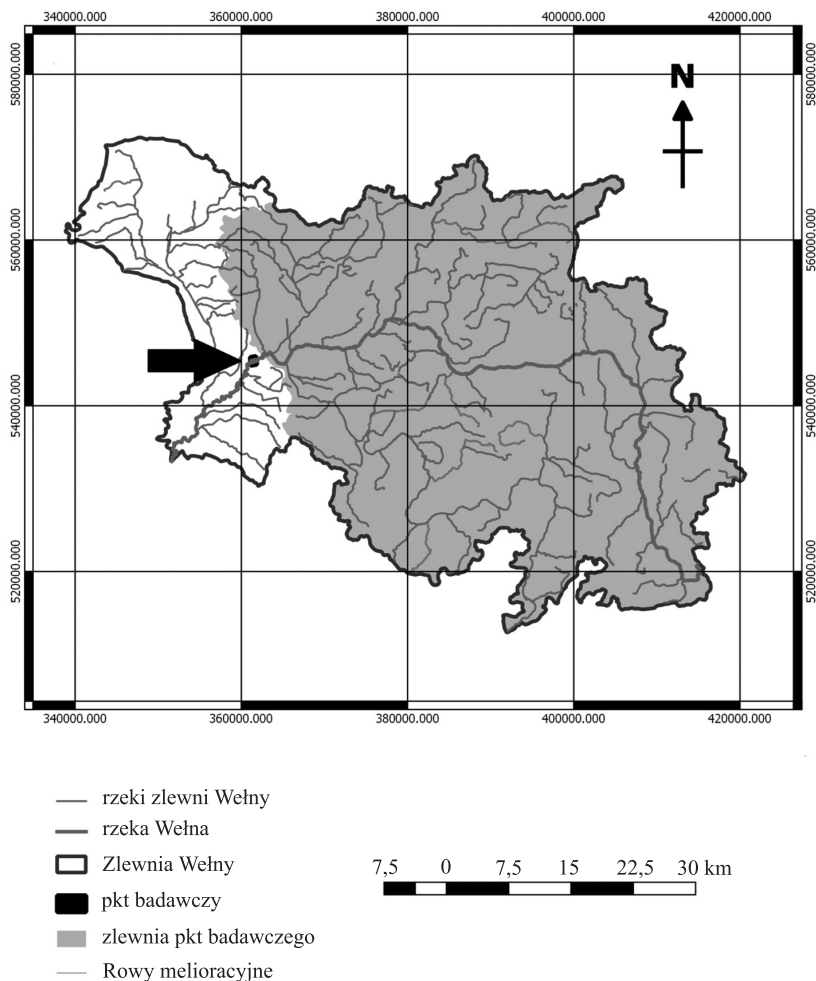 340000.000 360000.000 380000.000 400000.000 420000.000
580000.000 580000.000
N
560000.000 560000.000
540000.000 540000.000
520000.000 520000.000
340000.000 360000.000 380000.000 400000.000 420000.000
rzeki zlewni Wełny
rzeka Wełna
Zlewnia Wełny
7,5 0 7,5 15 22,5 30 km
pkt badawczy
zlewnia pkt badawczego
Rowy melioracyjne